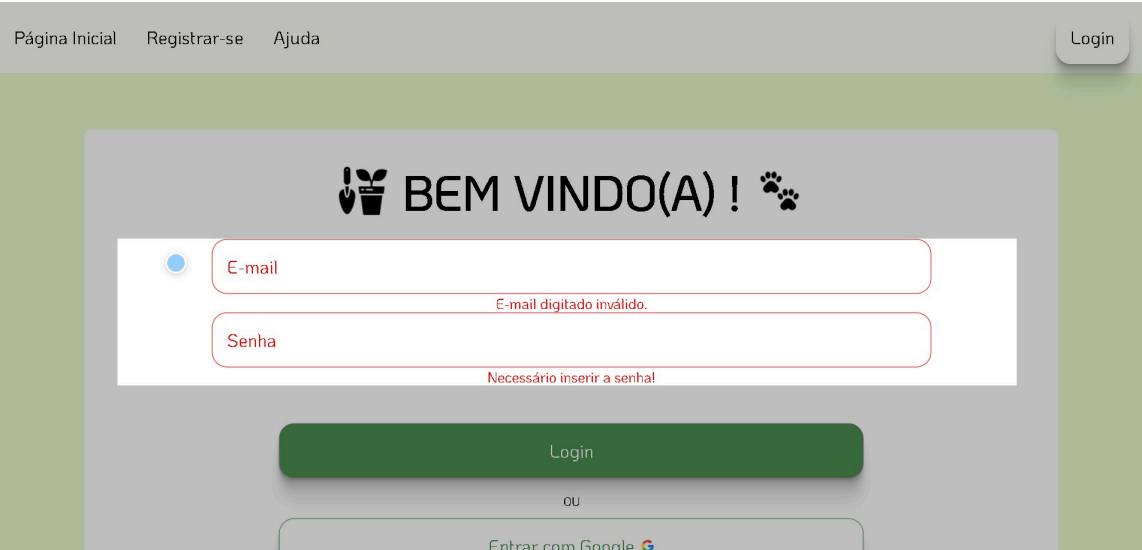 Página Inicial Registrar-se Ajuda Login
BEM VINDO(A) !
E-mail
E-mail digitado inválido.
Senha
Necessário inserir a senha!
Login
ou
Entrar com Google